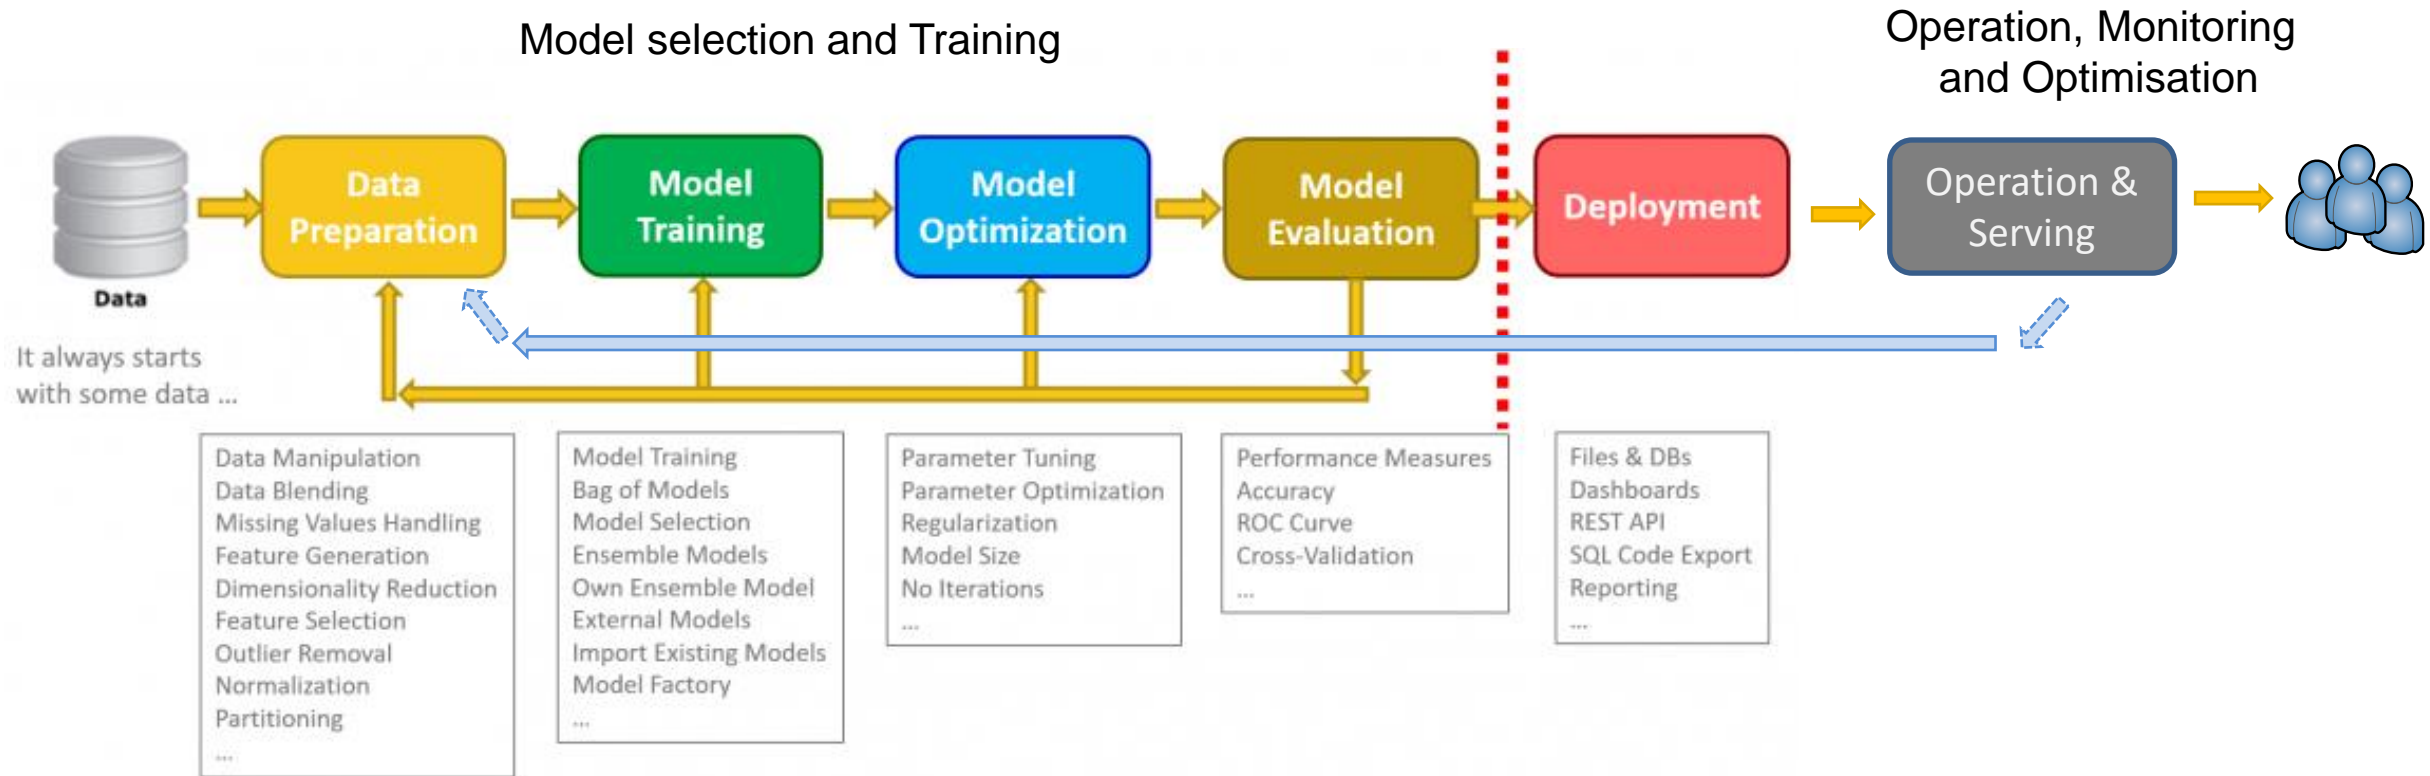 Model selection and Training
Operation, Monitoring
and Optimisation
Data
Preparation
Model
Training
Model
Optimization
Model
Evaluation
Deployment
Operation &
Serving
Data
It always starts
with some data ...
Data Manipulation
Data Blending
Missing Values Handling
Feature Generation
Dimensionality Reduction
Feature Selection
Outlier Removal
Normalization
Partitioning
...
Model Training
Bag of Models
Model Selection
Ensemble Models
Own Ensemble Model
External Models
Import Existing Models
Model Factory
...
Parameter Tuning
Parameter Optimization
Regularization
Model Size
No Iterations
...
Performance Measures
Accuracy
ROC Curve
Cross-Validation
...
Files & DBs
Dashboards
REST API
SQL Code Export
Reporting
...